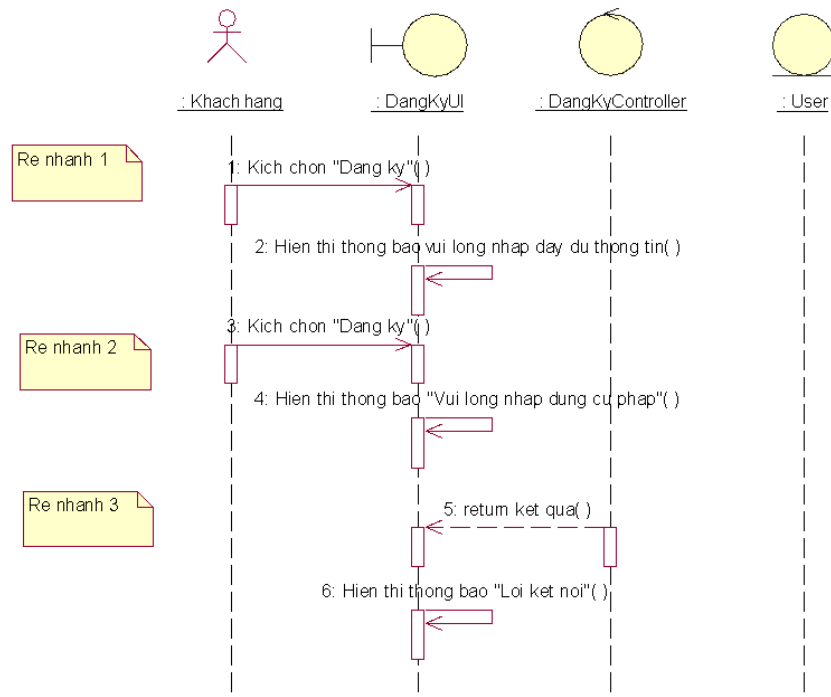 : Khach hang
: DangKyUI
: DangKyController
: User
Re nhanh 1
1: Kich chon "Dang ky"( )
2: Hien thi thong bao vui long nhap day du thong tin( )
Re nhanh 2
3: Kich chon "Dang ky"( )
4: Hien thi thong bao "Vui long nhap dung cu phap"( )
Re nhanh 3
5: return ket qua( )
6: Hien thi thong bao "Loi ket noi"( )